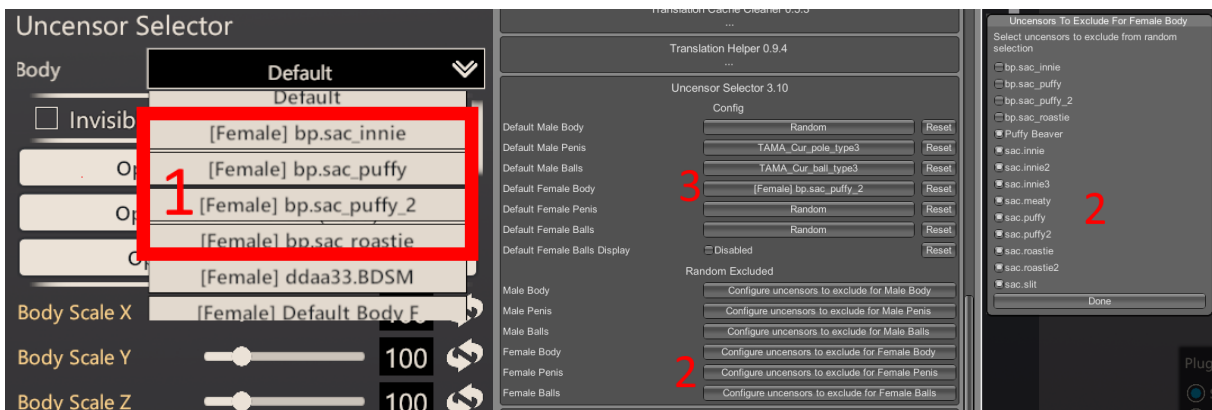 Uncensor Selector
Body
Default
Default
Invisib
[Female] bp.sac_innie
[Female] bp.sac_puffy
[Female] bp.sac_puffy_2
[Female] bp.sac_roastie
[Female] ddaa33.BDSM
[Female] Default Body F
1
Op
Op
Op
Body Scale X
Body Scale Y
100
Body Scale Z
100
Translation Cache Cleaner
...
Translation Helper 0.9.4
...
Uncensor Selector 3.10
Config
Default Male Body Random Reset
Default Male Penis TAMA_Cur_pole_type3 Reset
Default Male Balls TAMA_Cur_ball_type3 Reset
Default Female Body [Female] bp.sac_puffy_2 Reset
Default Female Penis Random Reset
Default Female Balls Random Reset
Default Female Balls Display Disabled Reset
3
Random Excluded
Male Body Configure uncensors to exclude for Male Body
Male Penis Configure uncensors to exclude for Male Penis
Male Balls Configure uncensors to exclude for Male Balls
Female Body Configure uncensors to exclude for Female Body
Female Penis Configure uncensors to exclude for Female Penis
Female Balls Configure uncensors to exclude for Female Balls
2
Uncensors To Exclude For Female Body
Select uncensors to exclude from random
selection
bp.sac_innie
bp.sac_puffy
bp.sac_puffy_2
bp.sac_roastie
Puffy Beaver
sac.innie
sac.innie2
sac.innie3
sac.meaty
sac.puffy
sac.puffy2
sac.roastie
sac.roastie2
sac.slit
2
Done
Plug